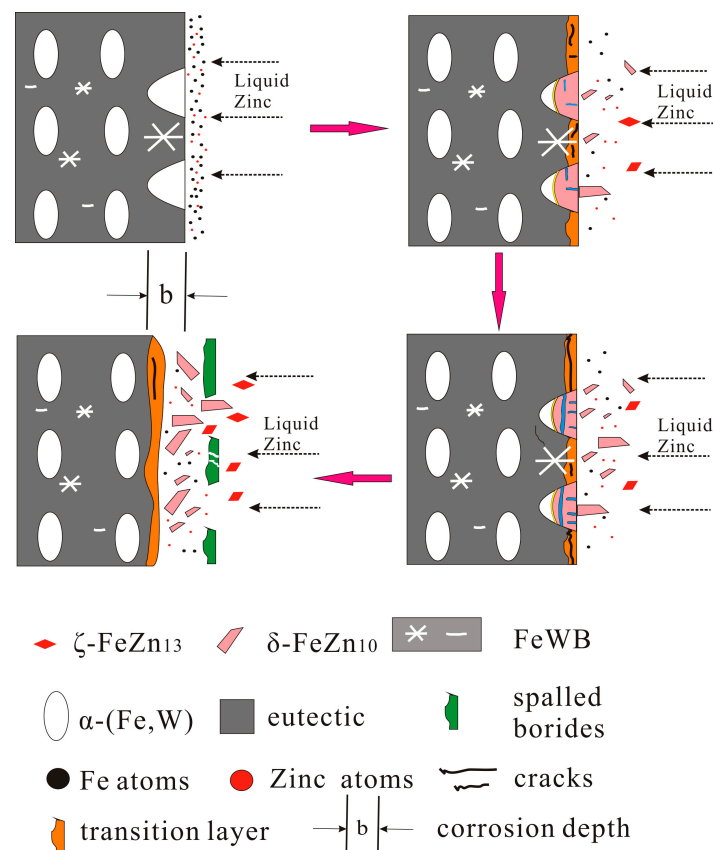 Liquid
Zinc
Liquid
Zinc
b
Liquid
Zinc
Liquid
Zinc
ζ-FeZn13
δ-FeZn10
FeWB
α-(Fe,W)
eutectic
spalled
borides
Fe atoms
Zinc atoms
cracks
transition layer
b
corrosion depth